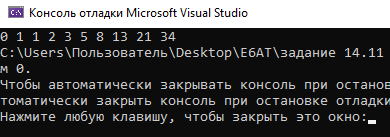 Консоль отладки Microsoft Visual Studio
0 1 1 2 3 5 8 13 21 34
C:\Users\Пользователь\Desktop\E6AT\задание 14.11
м 0.
Чтобы автоматически закрывать консоль при останов
томатически закрыть консоль при остановке отладки
Нажмите любую клавишу, чтобы закрыть это окно: